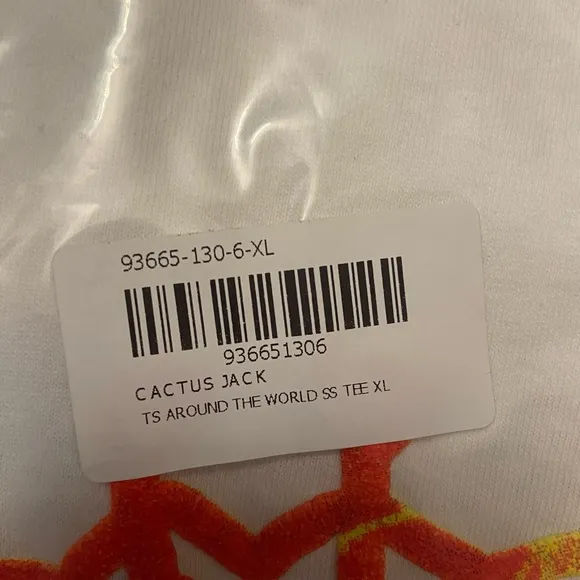 93665-130-6-XL
936651306
CACTUS JACK
TS AROUND THE WORLD SS TEE XL